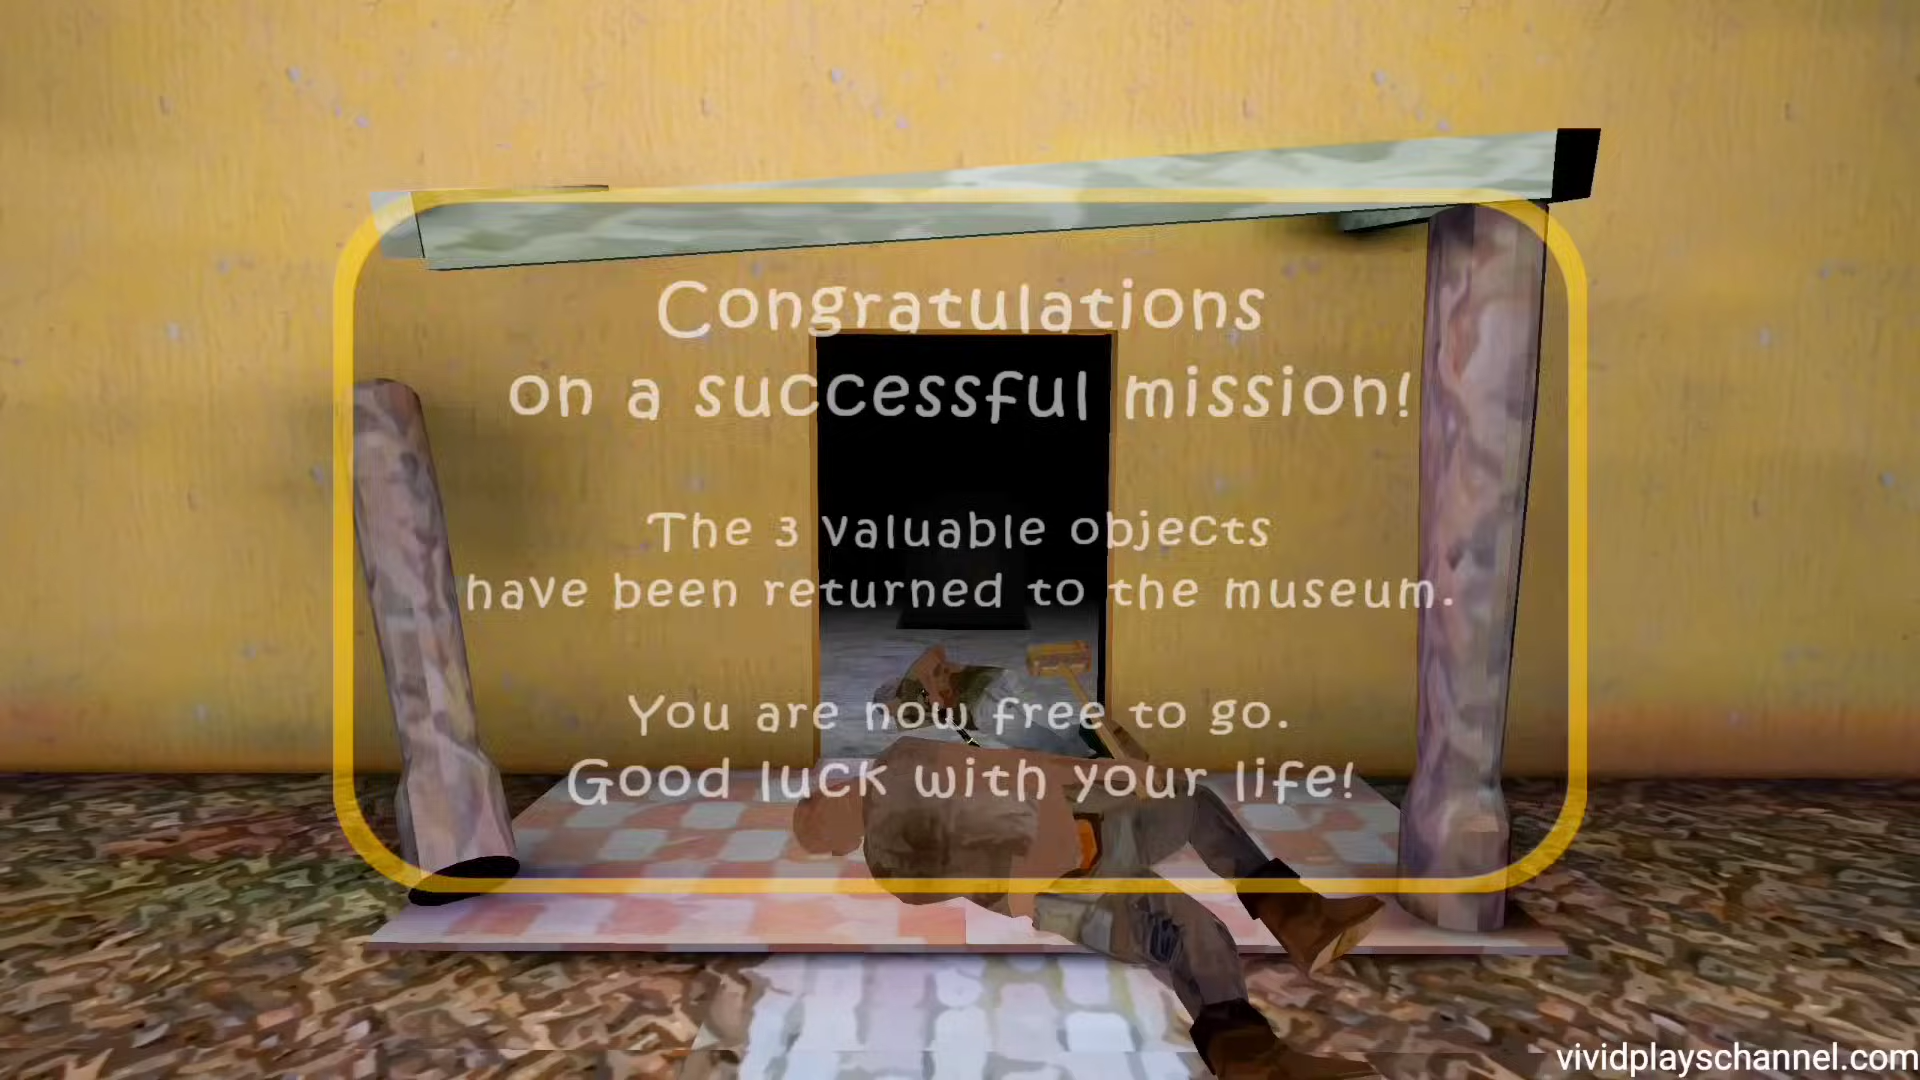 Congratulations
on a successful mission!
The 3 valuable objects
have been returned to the museum.
You are now free to go.
Good luck with your life!
vividplayschannel.com